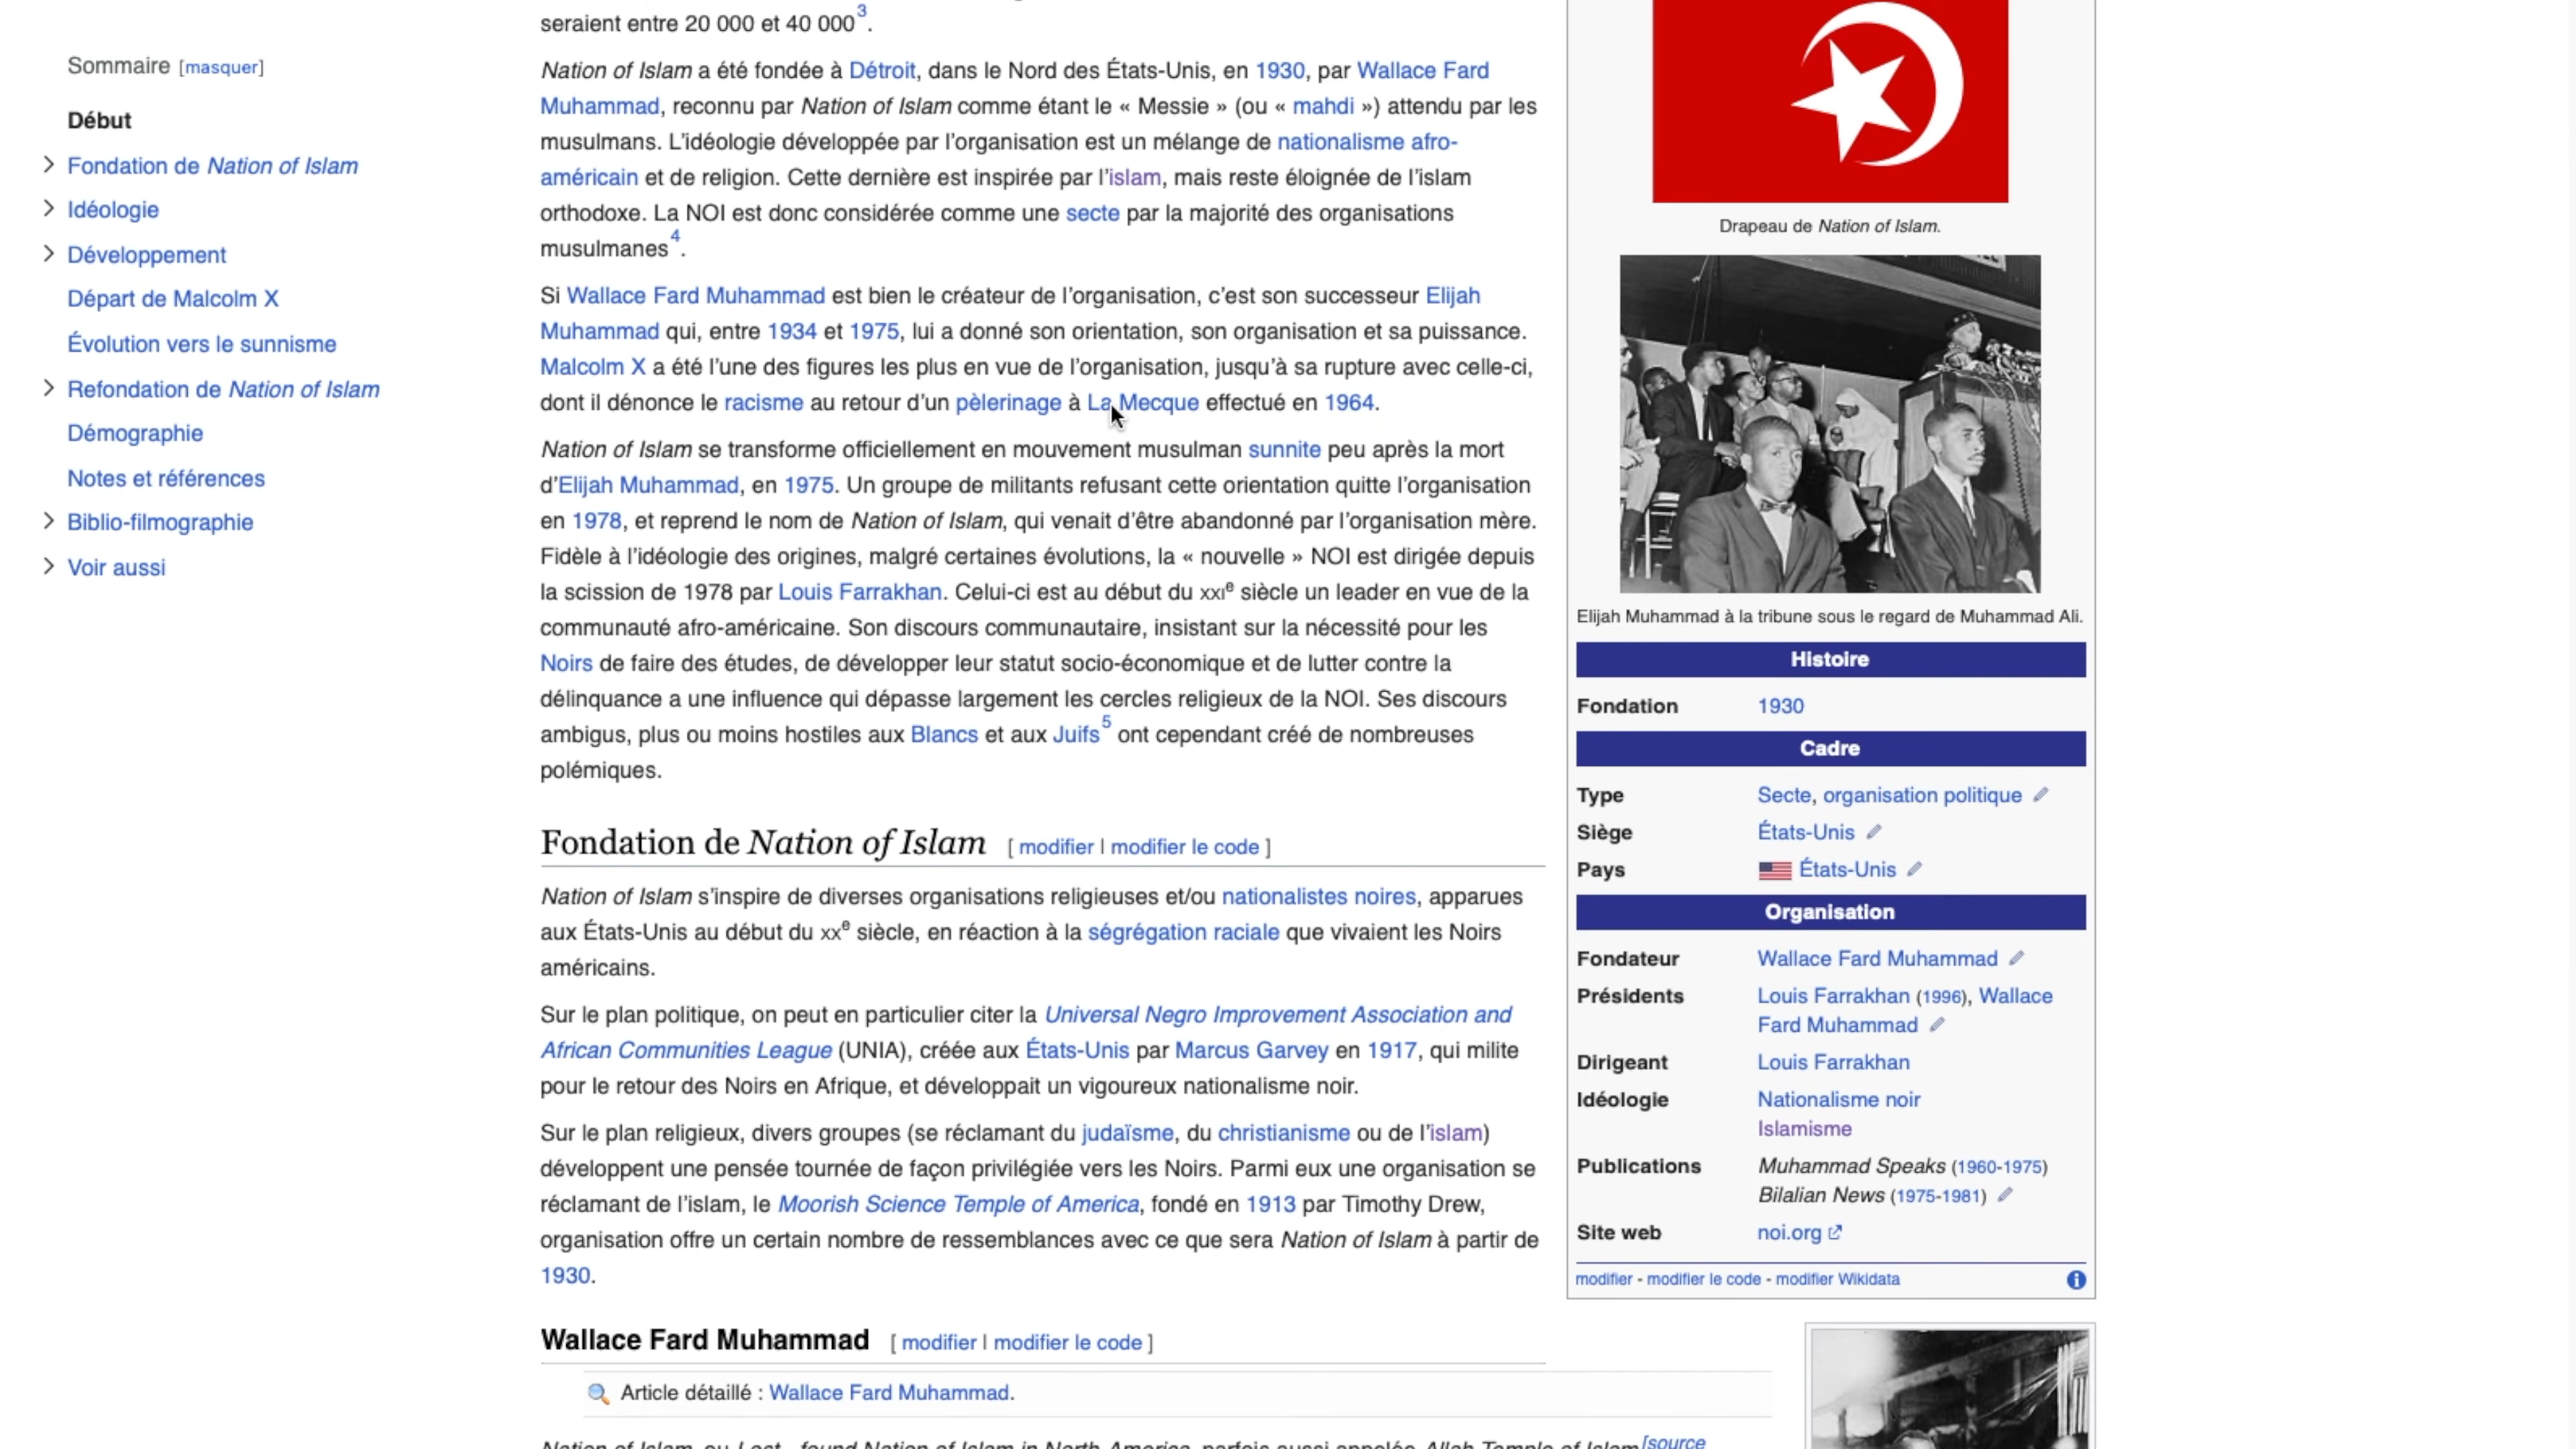 seraient entre 20 000 et 40 000 3.
Sommaire [masquer]
Début
Fondation de Nation of Islam
Idéologie
Développement
Départ de Malcolm X
Évolution vers le sunnisme
Refondation de Nation of Islam
Démographie
Notes et références
Biblio-filmographie
Voir aussi
Nation of Islam a été fondée à Détroit, dans le Nord des États-Unis, en 1930, par Wallace Fard
Muhammad, reconnu par Nation of Islam comme étant le « Messie » (ou « mahdi ») attendu par les
musulmans. L'idéologie développée par l'organisation est un mélange de nationalisme afro-
américain et de religion. Cette dernière est inspirée par l'islam, mais reste éloignée de l'islam
orthodoxe. La NOI est donc considérée comme une secte par la majorité des organisations
musulmanes 4.
Si Wallace Fard Muhammad est bien le créateur de l'organisation, c'est son successeur Elijah
Muhammad qui, entre 1934 et 1975, lui a donné son orientation, son organisation et sa puissance.
Malcolm X a été l'une des figures les plus en vue de l'organisation, jusqu'à sa rupture avec celle-ci,
dont il dénonce le racisme au retour d'un pèlerinage à La Mecque effectué en 1964.
Nation of Islam se transforme officiellement en mouvement musulman sunnite peu après la mort
d'Elijah Muhammad, en 1975. Un groupe de militants refusant cette orientation quitte l'organisation
en 1978, et reprend le nom de Nation of Islam, qui venait d'être abandonné par l'organisation mère.
Fidèle à l'idéologie des origines, malgré certaines évolutions, la « nouvelle » NOI est dirigée depuis
la scission de 1978 par Louis Farrakhan. Celui-ci est au début du XXIe siècle un leader en vue de la
communauté afro-américaine. Son discours communautaire, insistant sur la nécessité pour les
Noirs de faire des études, de développer leur statut socio-économique et de lutter contre la
délinquance a une influence qui dépasse largement les cercles religieux de la NOI. Ses discours
ambigus, plus ou moins hostiles aux Blancs et aux Juifs 5 ont cependant créé de nombreuses
polémiques.
Fondation de Nation of Islam [ modifier | modifier le code ]
Nation of Islam s'inspire de diverses organisations religieuses et/ou nationalistes noires, apparues
aux États-Unis au début du XXe siècle, en réaction à la ségrégation raciale que vivaient les Noirs
américains.
Sur le plan politique, on peut en particulier citer la Universal Negro Improvement Association and
African Communities League (UNIA), créée aux États-Unis par Marcus Garvey en 1917, qui milite
pour le retour des Noirs en Afrique, et développait un vigoureux nationalisme noir.
Sur le plan religieux, divers groupes (se réclamant du judaïsme, du christianisme ou de l'islam)
développent une pensée tournée de façon privilégiée vers les Noirs. Parmi eux une organisation se
réclamant de l'islam, le Moorish Science Temple of America, fondé en 1913 par Timothy Drew,
organisation offre un certain nombre de ressemblances avec ce que sera Nation of Islam à partir de
1930.
Wallace Fard Muhammad [ modifier | modifier le code ]
Article détaillé : Wallace Fard Muhammad.
Nation of Islam, ou Lost - found Nation of Islam in North America, parfois aussi appelée Allah Temple of Islam [source
Drapeau de Nation of Islam.
Elijah Muhammad à la tribune sous le regard de Muhammad Ali.
Histoire
Fondation 1930
Cadre
Type Secte, organisation politique
Siège États-Unis
Pays États-Unis
Organisation
Fondateur Wallace Fard Muhammad
Présidents Louis Farrakhan (1996), Wallace
Fard Muhammad
Dirigeant Louis Farrakhan
Idéologie Nationalisme noir
Islamisme
Publications Muhammad Speaks (1960-1975)
Bilalian News (1975-1981)
Site web noi.org
modifier - modifier le code - modifier Wikidata